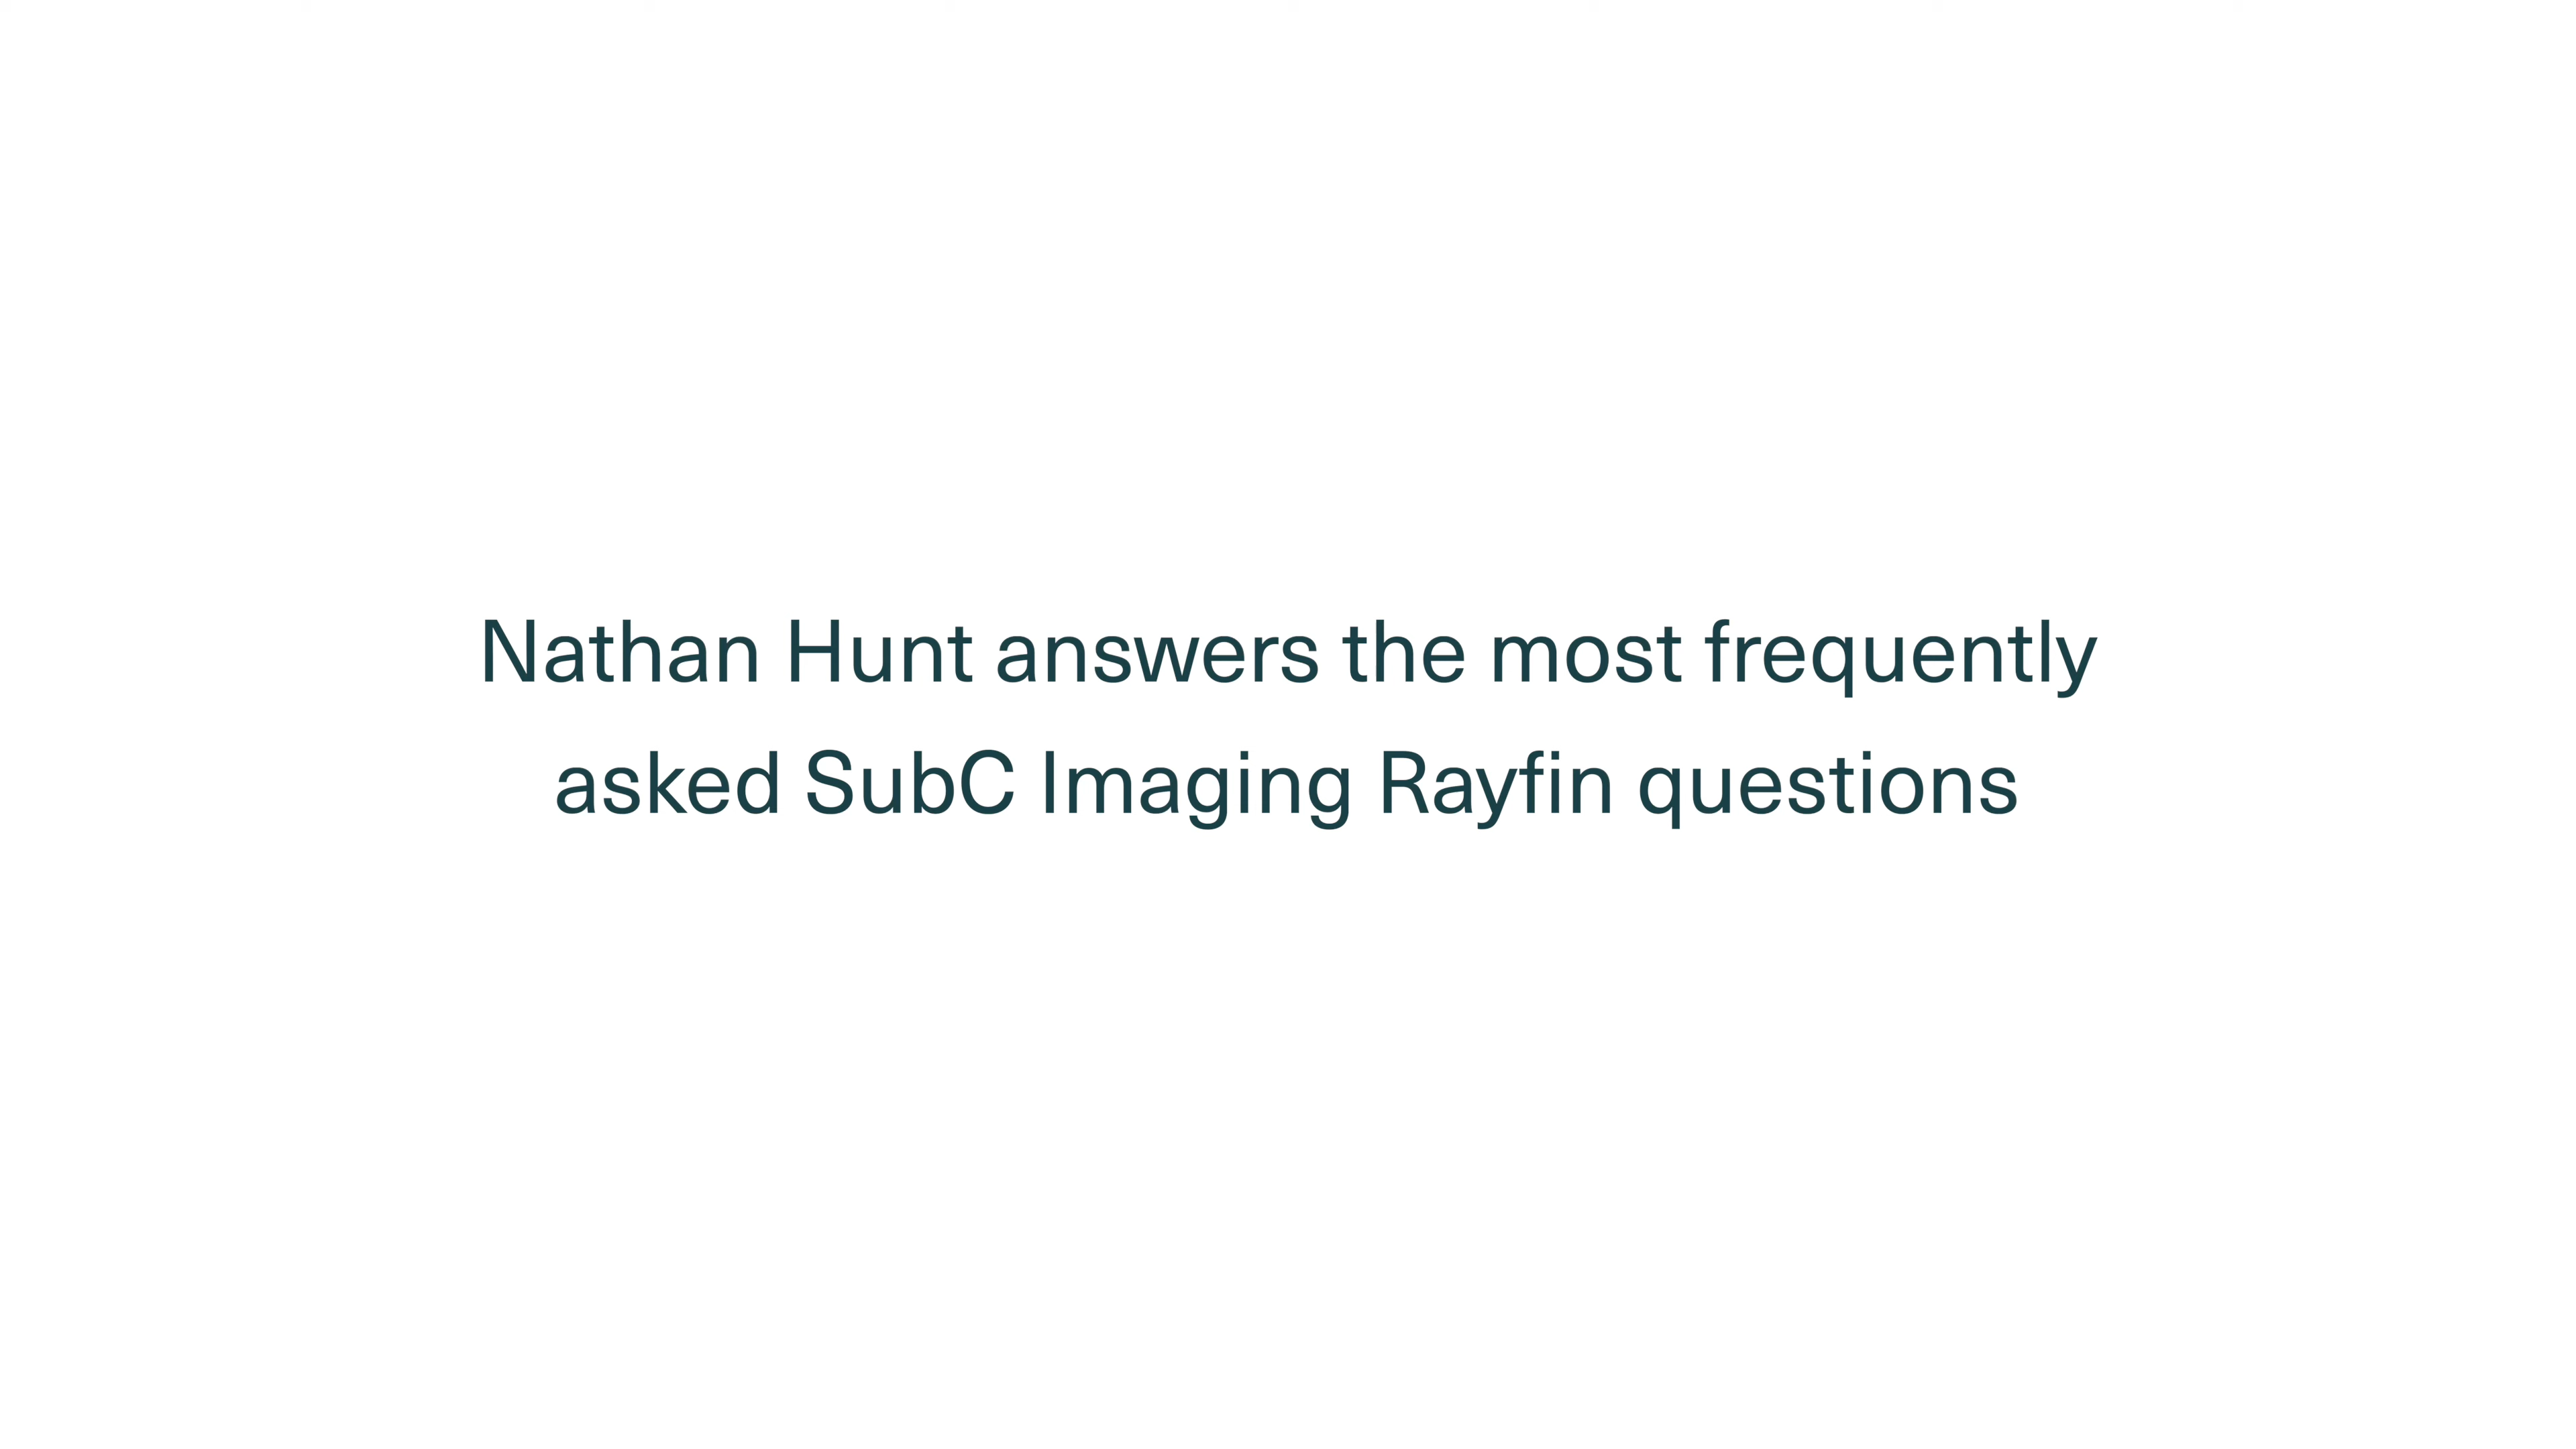 Nathan Hunt answers the most frequently
asked SubC Imaging Rayfin questions